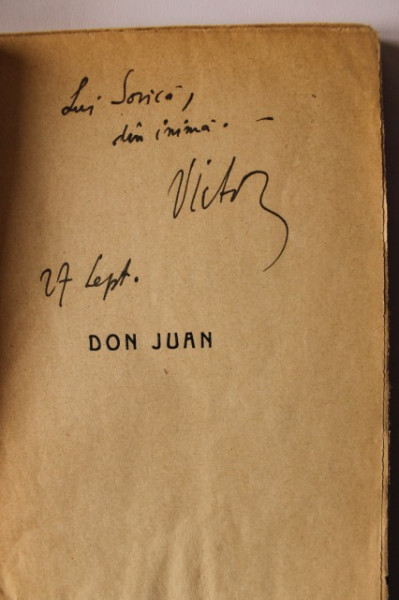 Lui Sorică,
din inimă. –
Victor
27 Sept.
DON JUAN